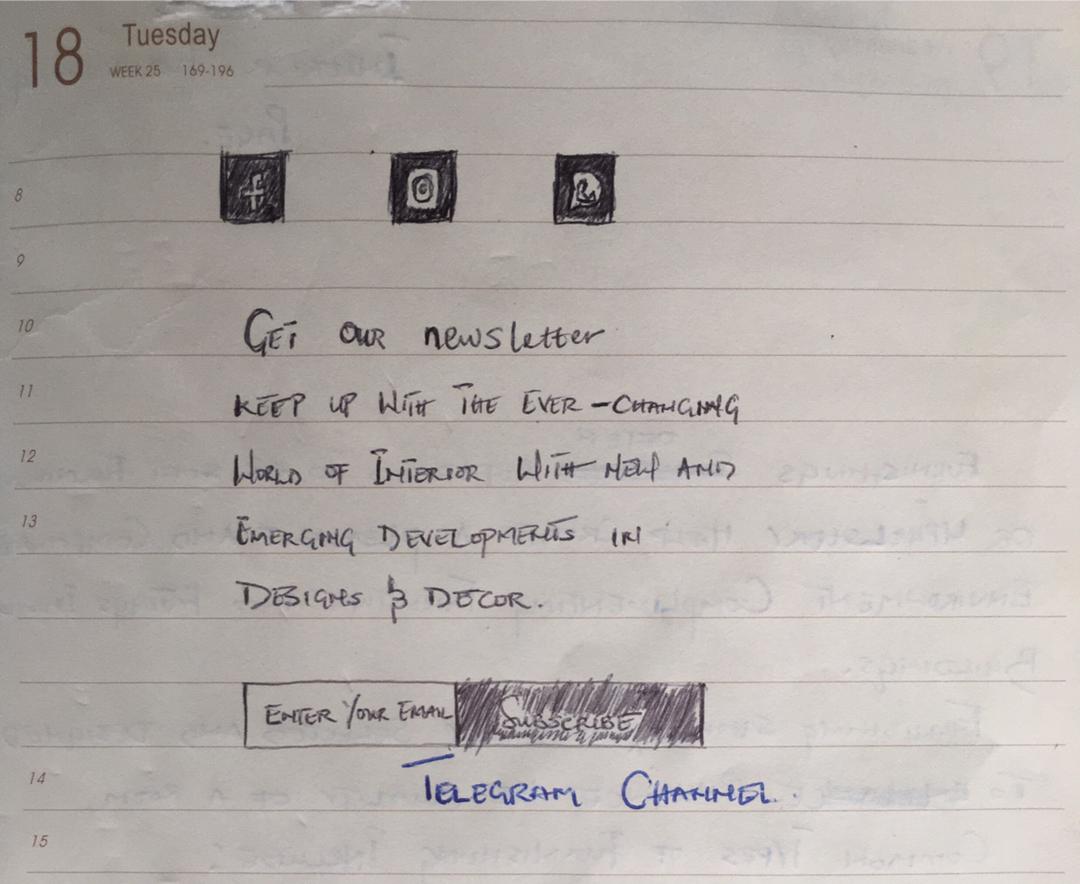 18 Tuesday
WEEK 25 169-196
8
9
10 GET OUR newsletter
11 KEEP UP WITH THE EVER-CHANGING
12 WORLD OF INTERIOR WITH NEW AND
13 EMERGING DEVELOPMENTS IN
DESIGNS & DECOR.
ENTER YOUR EMAIL SUBSCRIBE
14 TELEGRAM CHANNEL.
15